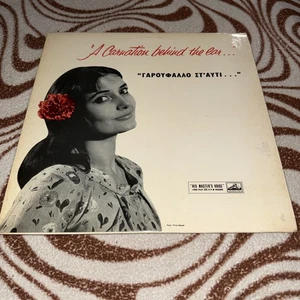 'A Carnation behind the ear...
"ΓΑΡΟΥΦΑΛΛΟ ΣΤ'ΑΥΤΙ..."
"HIS MASTER'S VOICE"